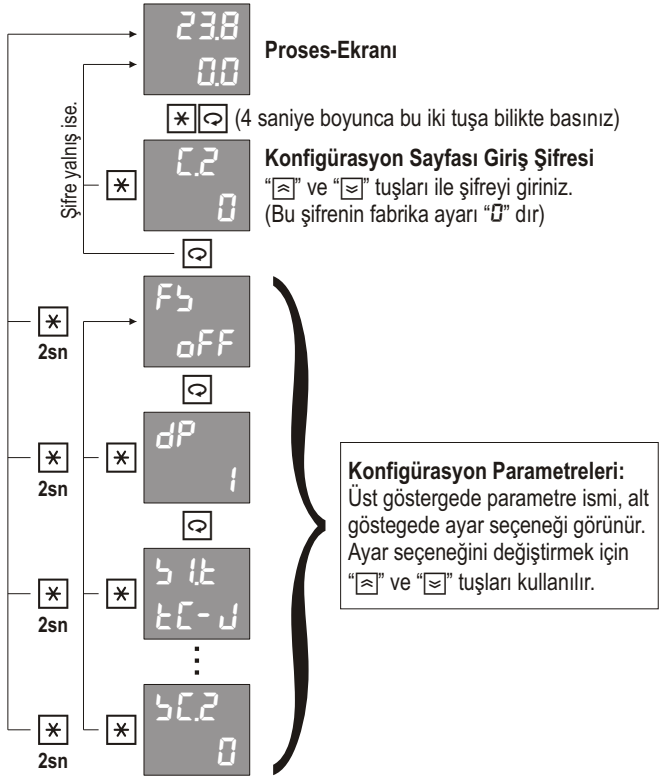 23.8
0.0
Proses-Ekranı
(4 saniye boyunca bu iki tuşa bilikte basınız)
Şifre yalnış ise.
C.2
0
Konfigürasyon Sayfası Giriş Şifresi
“ ” ve “ ” tuşları ile şifreyi giriniz.
(Bu şifrenin fabrika ayarı “0” dır)
FS
oFF
2sn
dP
1
2sn
S1.t
tC-J
2sn
SC.2
0
2sn
Konfigürasyon Parametreleri:
Üst göstergede parametre ismi, alt
göstegede ayar seçeneği görünür.
Ayar seçeneğini değiştirmek için
“ ” ve “ ” tuşları kullanılır.